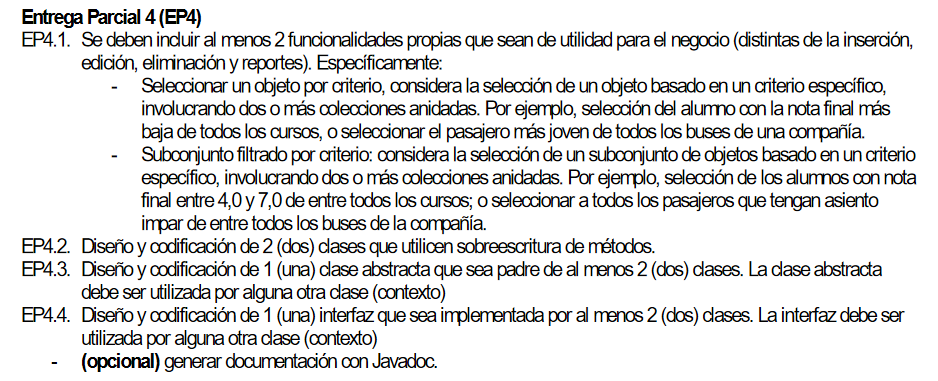 Entrega Parcial 4 (EP4)
EP4.1. Se deben incluir al menos 2 funcionalidades propias que sean de utilidad para el negocio (distintas de la inserción,
edición, eliminación y reportes). Específicamente:
- Seleccionar un objeto por criterio, considera la selección de un objeto basado en un criterio específico,
involucrando dos o más colecciones anidadas. Por ejemplo, selección del alumno con la nota final más
baja de todos los cursos, o seleccionar el pasajero más joven de todos los buses de una compañía.
- Subconjunto filtrado por criterio: considera la selección de un subconjunto de objetos basado en un criterio
específico, involucrando dos o más colecciones anidadas. Por ejemplo, selección de los alumnos con nota
final entre 4,0 y 7,0 de entre todos los cursos; o seleccionar a todos los pasajeros que tengan asiento
impar de entre todos los buses de la compañía.
EP4.2. Diseño y codificación de 2 (dos) clases que utilicen sobreescritura de métodos.
EP4.3. Diseño y codificación de 1 (una) clase abstracta que sea padre de al menos 2 (dos) clases. La clase abstracta
debe ser utilizada por alguna otra clase (contexto)
EP4.4. Diseño y codificación de 1 (una) interfaz que sea implementada por al menos 2 (dos) clases. La interfaz debe ser
utilizada por alguna otra clase (contexto)
- (opcional) generar documentación con Javadoc.